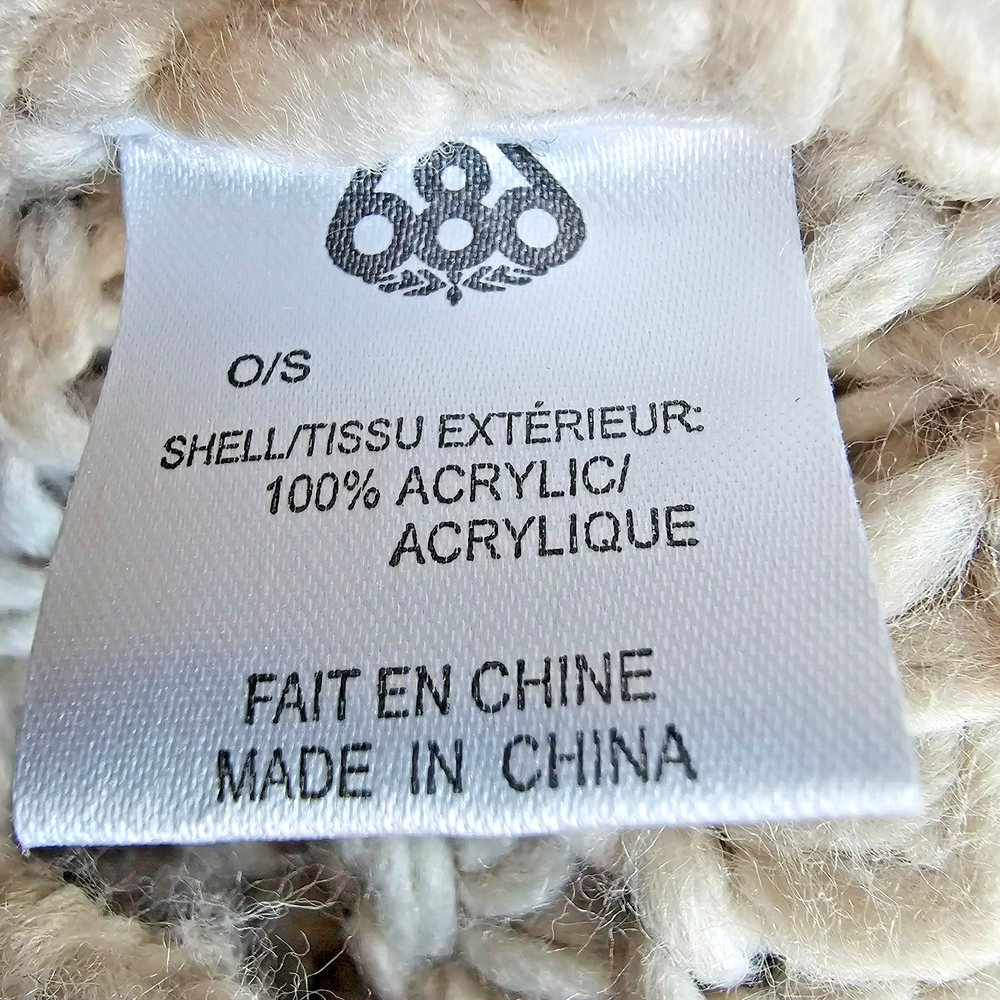 686
O/S
SHELL/TISSU EXTÉRIEUR:
100% ACRYLIC/
ACRYLIQUE
FAIT EN CHINE
MADE IN CHINA